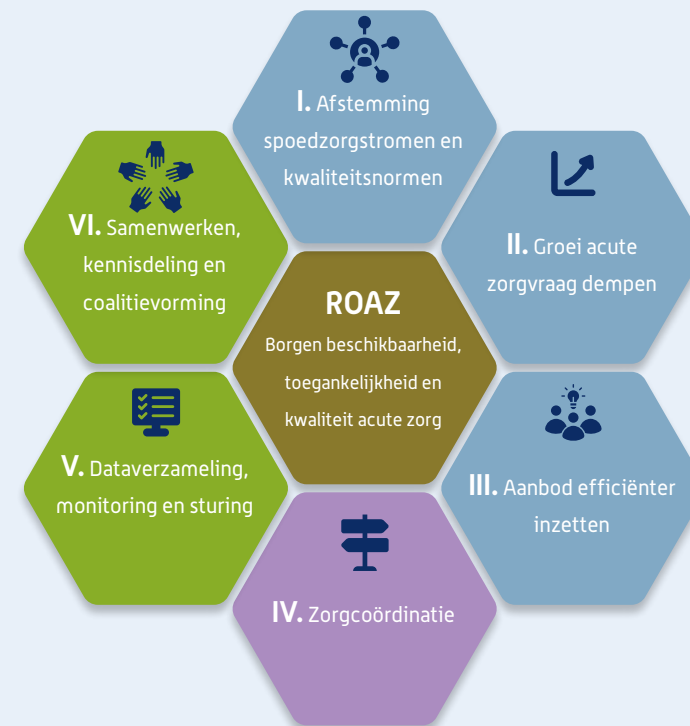 I. Afstemming
spoedzorgstromen en
kwaliteitsnormen
II. Groei acute
zorgvraag dempen
III. Aanbod efficiënter
inzetten
IV. Zorgcoördinatie
V. Dataverzameling,
monitoring en sturing
VI. Samenwerken,
kennisdeling en
coalitievorming
ROAZ
Borgen beschikbaarheid,
toegankelijkheid en
kwaliteit acute zorg